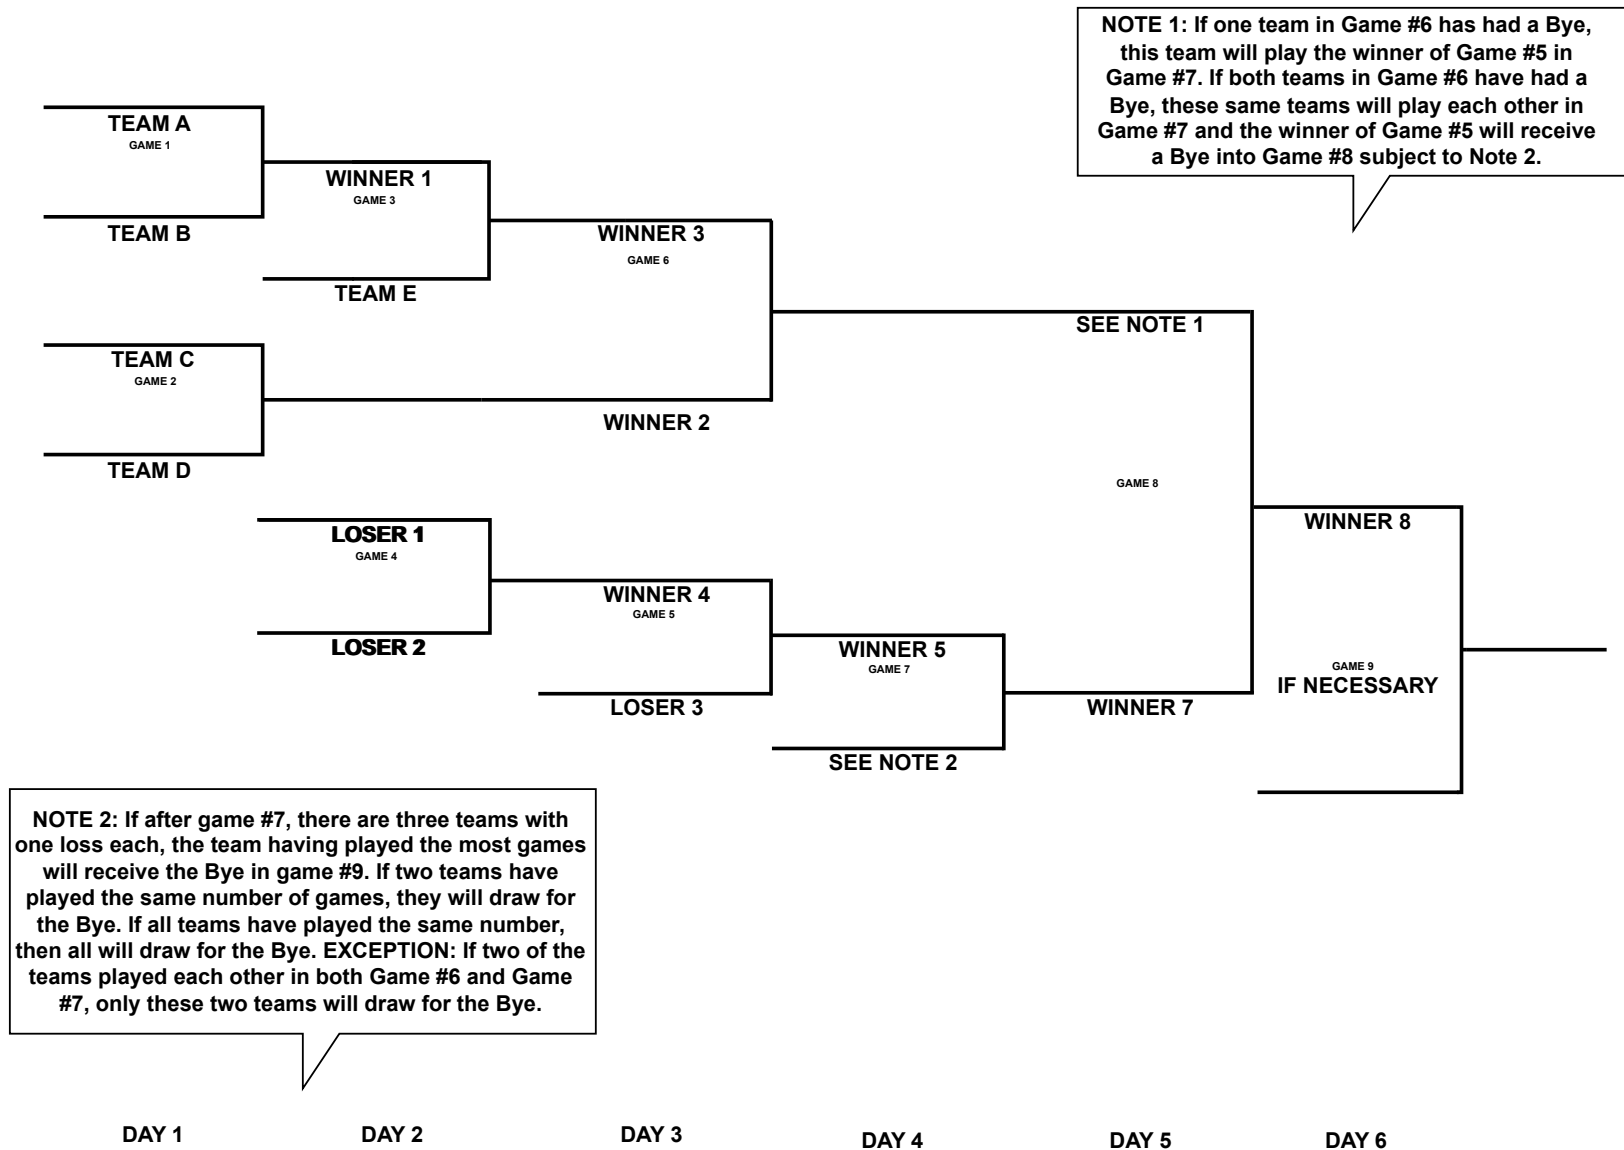 NOTE 1: If one team in Game #6 has had a Bye,
this team will play the winner of Game #5 in
Game #7. If both teams in Game #6 have had a
Bye, these same teams will play each other in
Game #7 and the winner of Game #5 will receive
a Bye into Game #8 subject to Note 2.
TEAM A
GAME 1
TEAM B
WINNER 1
GAME 3
TEAM E
WINNER 3
GAME 6
SEE NOTE 1
TEAM C
GAME 2
TEAM D
WINNER 2
GAME 8
LOSER 1
GAME 4
LOSER 2
WINNER 4
GAME 5
LOSER 3
WINNER 5
GAME 7
SEE NOTE 2
WINNER 7
WINNER 8
GAME 9
IF NECESSARY
NOTE 2: If after game #7, there are three teams with
one loss each, the team having played the most games
will receive the Bye in game #9. If two teams have
played the same number of games, they will draw for
the Bye. If all teams have played the same number,
then all will draw for the Bye. EXCEPTION: If two of the
teams played each other in both Game #6 and Game
#7, only these two teams will draw for the Bye.
DAY 1
DAY 2
DAY 3
DAY 4
DAY 5
DAY 6